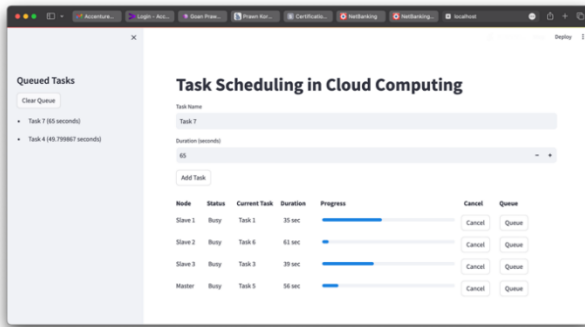 Accenture...
Login - Acc...
Certificatio...
NetBanking
NetBanking...
localhost
Deploy
Queued Tasks
Clear Queue
Task 7 (65 seconds)
Task 4 (49.799867 seconds)
Task Scheduling in Cloud Computing
Task Name
Task 7
Duration (seconds)
65
Add Task
Node Status Current Task Duration Progress Cancel Queue
Slave 1 Busy Task 1 35 sec Cancel Queue
Slave 2 Busy Task 6 61 sec Cancel Queue
Slave 3 Busy Task 3 39 sec Cancel Queue
Master Busy Task 5 56 sec Cancel Queue